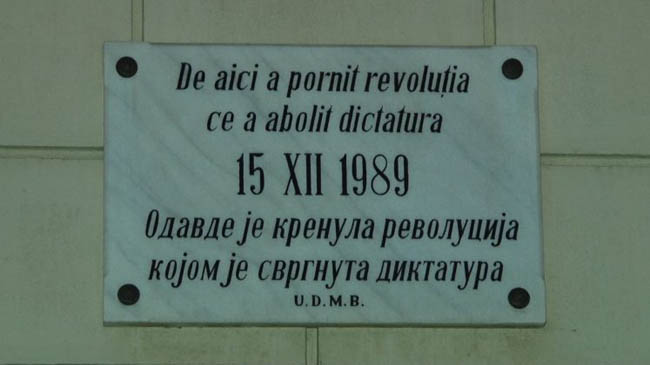 De aici a pornit revoluția
ce a abolit dictatura
15 XII 1989
Одавде је кренула револуција
којом је свргнута диктатура
U.D.M.B.